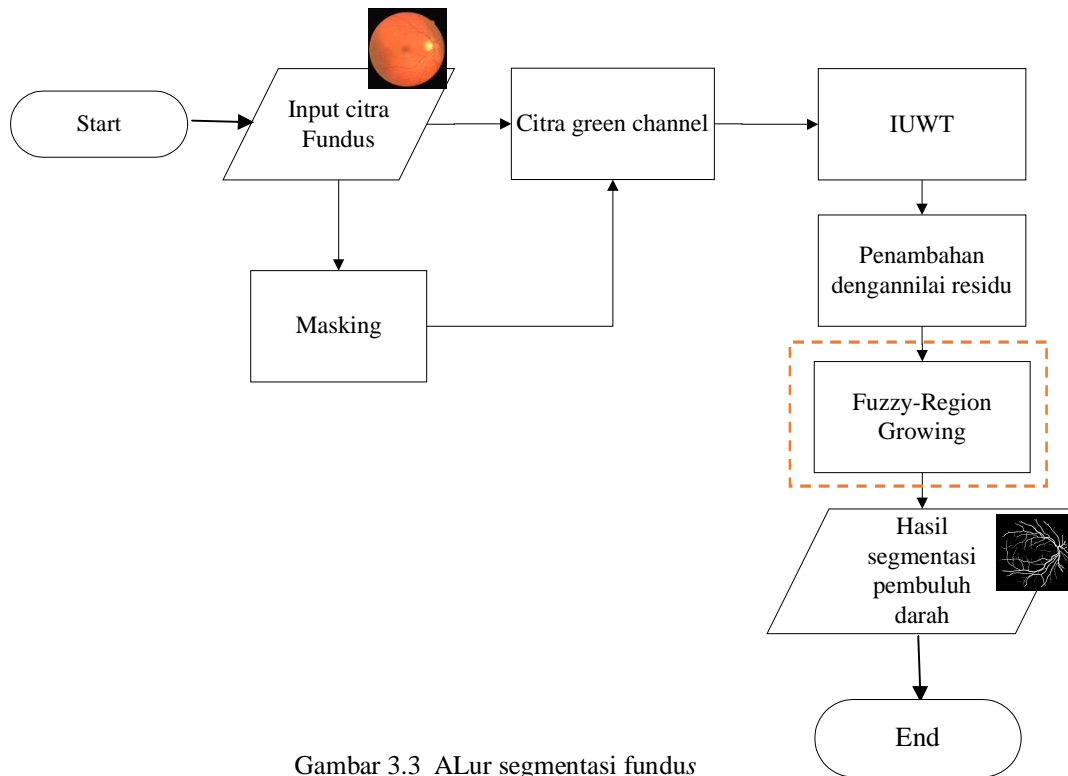 Start
Input citra
Fundus
Citra green channel
IUWT
Masking
Penambahan
dengannilai residu
Fuzzy-Region
Growing
Hasil
segmentasi
pembuluh
darah
End
Gambar 3.3 ALur segmentasi fundus